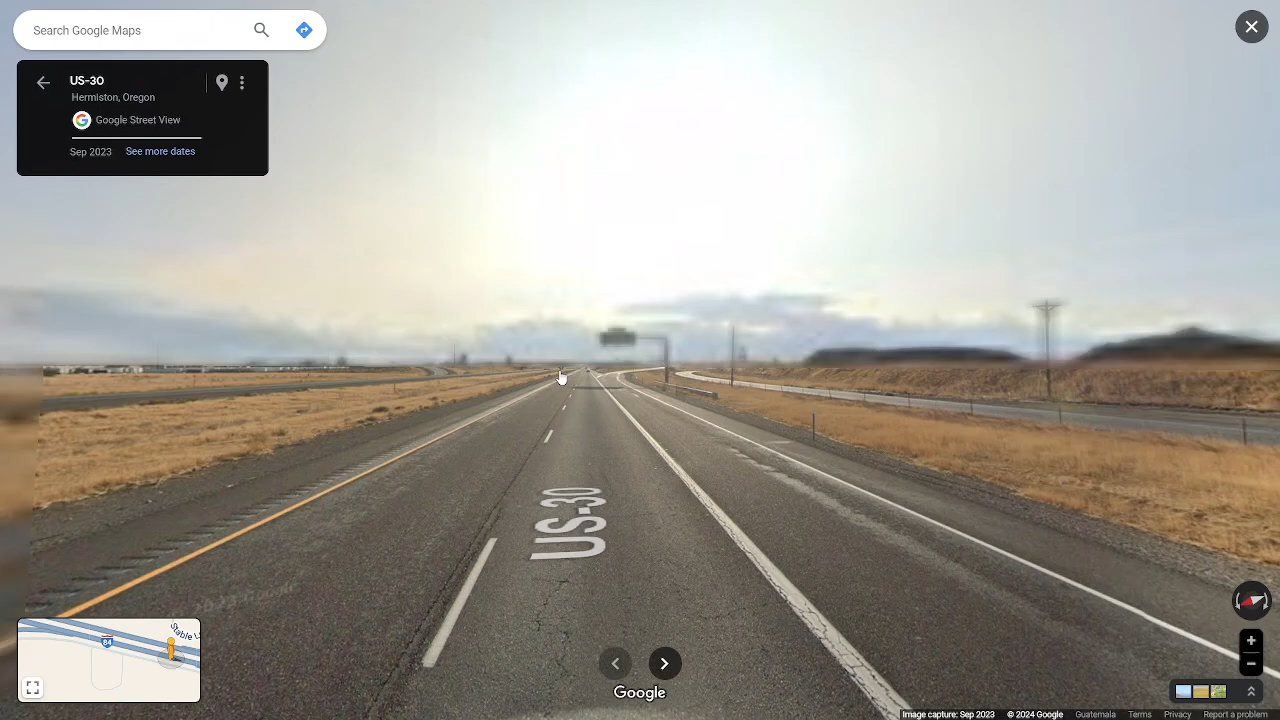 Search Google Maps
US-30
Hermiston, Oregon
Google Street View
Sep 2023 See more dates
US-30
84
Google
Image capture: Sep 2023 © 2024 Google Guatemala Terms Privacy Report a problem